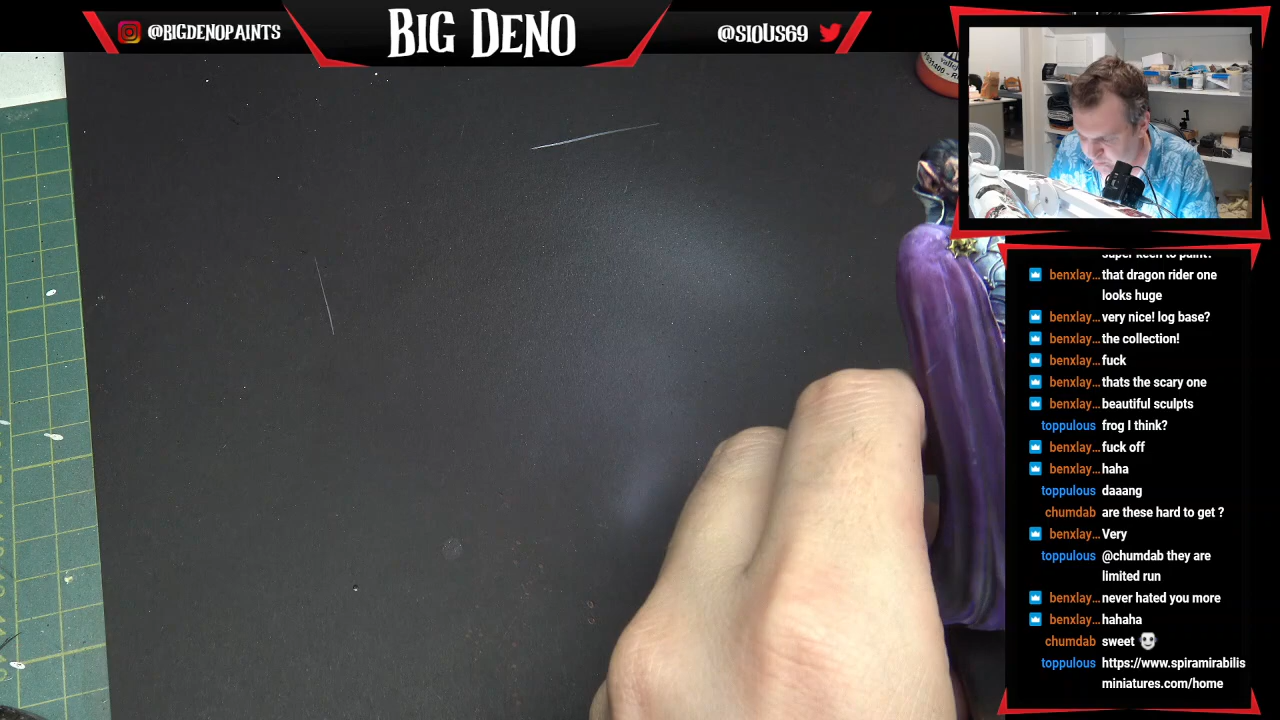 @BIGDENOPAINTS
BIG DENO
@SIOUS69
super keen to paint?
benxlay… that dragon rider one
looks huge
benxlay… very nice! log base?
benxlay… the collection!
benxlay… fuck
benxlay… thats the scary one
benxlay… beautiful sculpts
toppulous frog I think?
benxlay… fuck off
benxlay… haha
toppulous daaang
chumdab are these hard to get ?
benxlay… Very
toppulous @chumdab they are
limited run
benxlay… never hated you more
benxlay… hahaha
chumdab sweet
toppulous https://www.spiramirabilis
miniatures.com/home